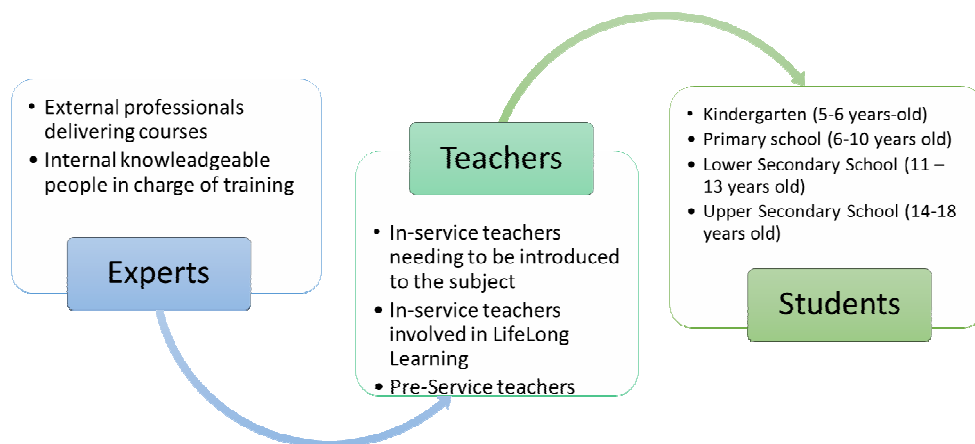 • External professionals
delivering courses
• Internal knowleadgeable
people in charge of training
Experts
Teachers
• In-service teachers
needing to be introduced
to the subject
• In-service teachers
involved in LifeLong
Learning
• Pre-Service teachers
• Kindergarten (5-6 years-old)
• Primary school (6-10 years old)
• Lower Secondary School (11 –
13 years old)
• Upper Secondary School (14-18
years old)
Students